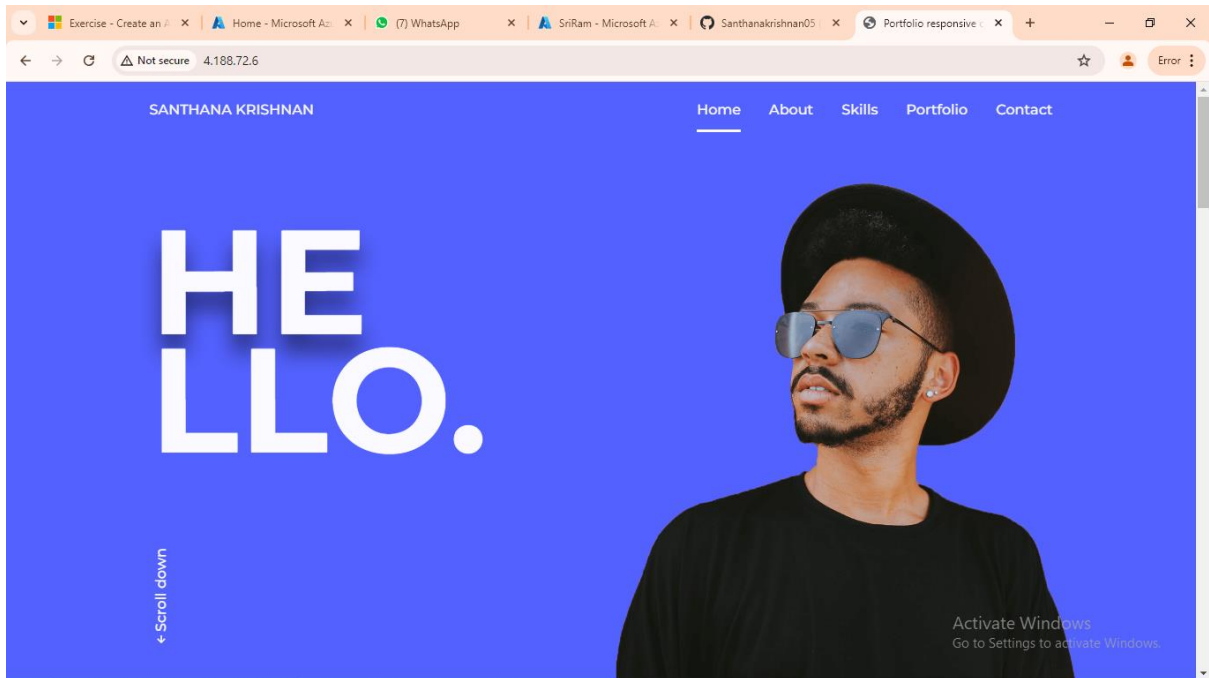 Exercise - Create an A
Home - Microsoft Az
(7) WhatsApp
SriRam - Microsoft A
Santhanakrishnan05
Portfolio responsive c
Not secure 4.188.72.6
Error
SANTHANA KRISHNAN
Home About Skills Portfolio Contact
HE
LLO.
Scroll down
Activate Windows
Go to Settings to activate Windows.